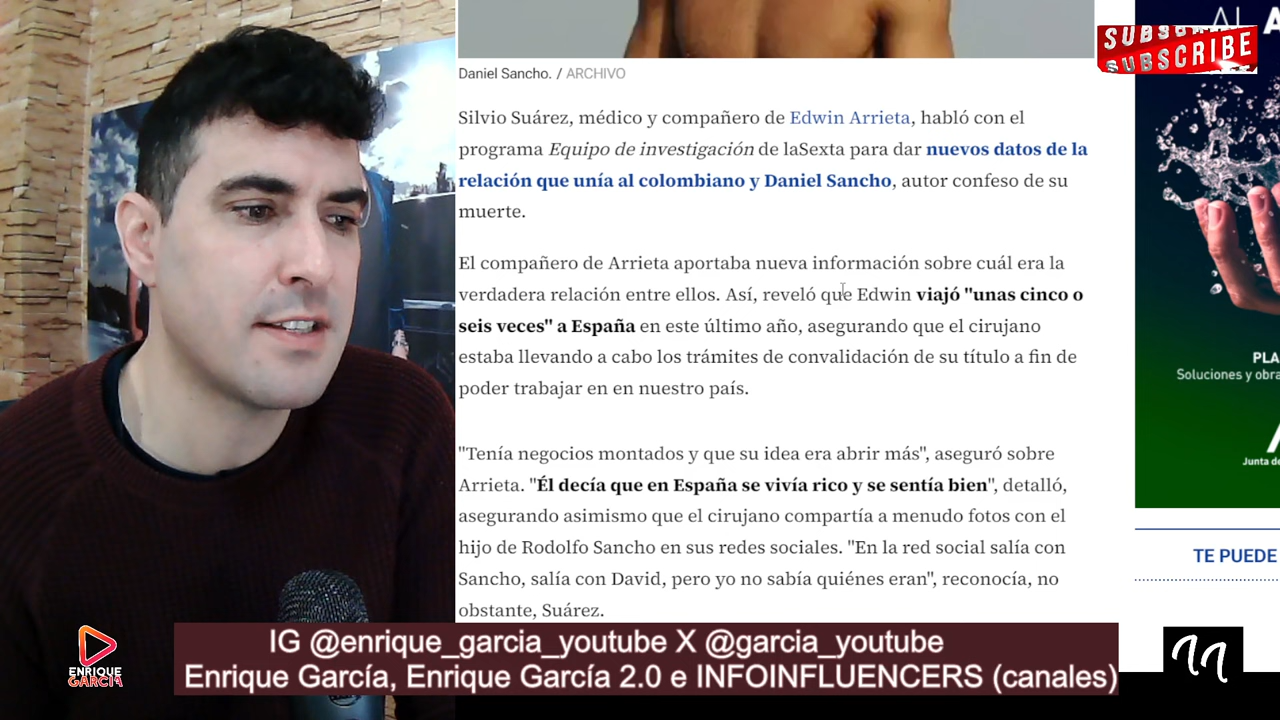 SUBSCRIBE
SUBSCRIBE
Daniel Sancho. / ARCHIVO
Silvio Suárez, médico y compañero de Edwin Arrieta, habló con el
programa Equipo de investigación de laSexta para dar nuevos datos de la
relación que unía al colombiano y Daniel Sancho, autor confeso de su
muerte.
El compañero de Arrieta aportaba nueva información sobre cuál era la
verdadera relación entre ellos. Así, reveló que Edwin viajó "unas cinco o
seis veces" a España en este último año, asegurando que el cirujano
estaba llevando a cabo los trámites de convalidación de su título a fin de
poder trabajar en en nuestro país.
"Tenía negocios montados y que su idea era abrir más", aseguró sobre
Arrieta. "Él decía que en España se vivía rico y se sentía bien", detalló,
asegurando asimismo que el cirujano compartía a menudo fotos con el
hijo de Rodolfo Sancho en sus redes sociales. "En la red social salía con
Sancho, salía con David, pero yo no sabía quiénes eran", reconocía, no
obstante, Suárez.
AL A
PLA
Soluciones y obra
Junta de
TE PUEDE
ENRIQUE
GARCÍA
IG @enrique_garcia_youtube X @garcia_youtube
Enrique García, Enrique García 2.0 e INFOINFLUENCERS (canales)